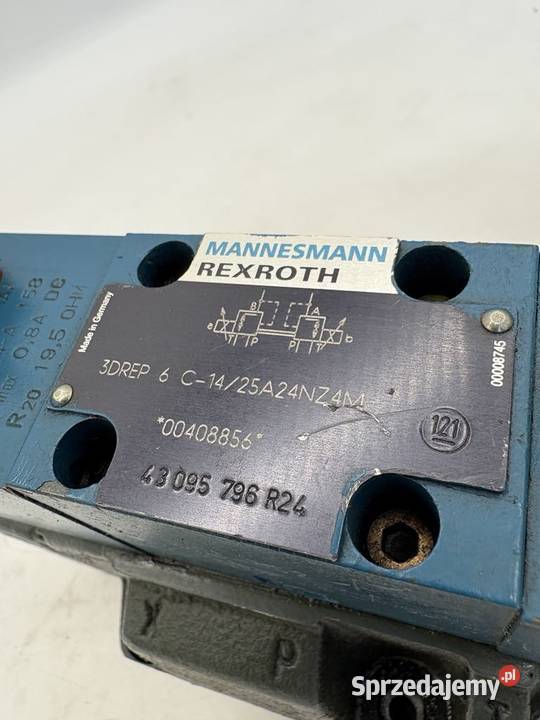 MANNESMANN
REXROTH
Made in Germany
B A
P P
00008745
3DREP 6 C-14/25A24NZ4M
*00408856*
121
43 095 796 R24
0,8A DC
R20 19,5 OHM
X P
Sprzedajemy.pl